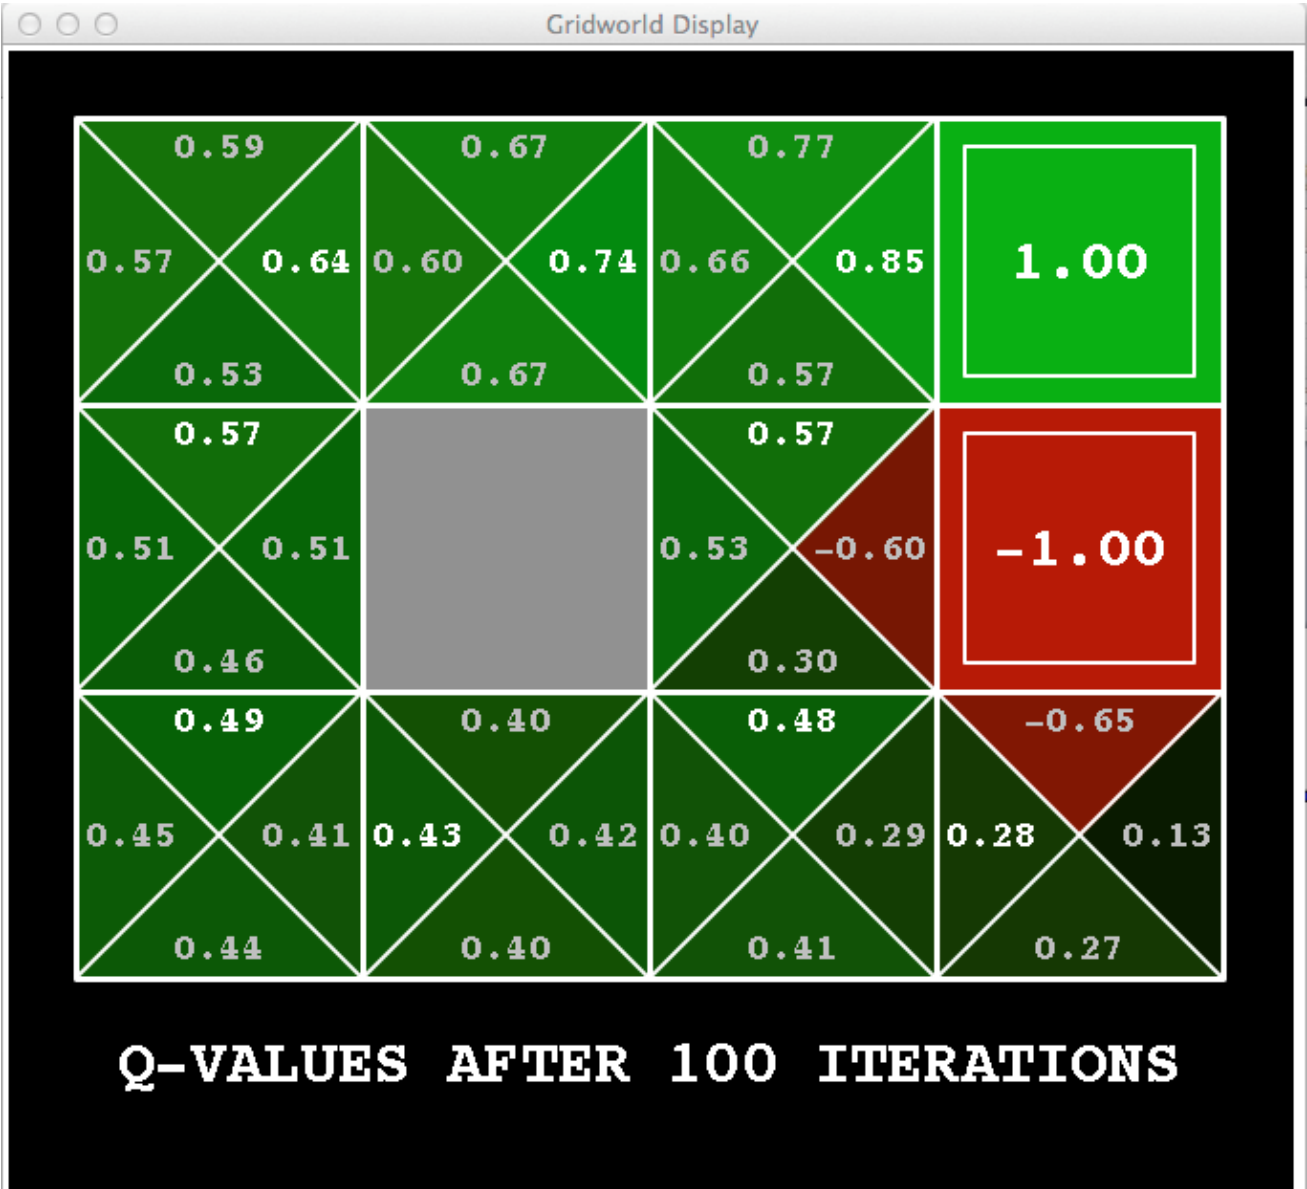 Gridworld Display
0.59 0.67 0.77
0.57 0.64 0.60 0.74 0.66 0.85 1.00
0.53 0.67 0.57
0.57 0.57
0.51 0.51 0.53 -0.60 -1.00
0.46 0.30
0.49 0.40 0.48 -0.65
0.45 0.41 0.43 0.42 0.40 0.29 0.28 0.13
0.44 0.40 0.41 0.27
Q-VALUES AFTER 100 ITERATIONS